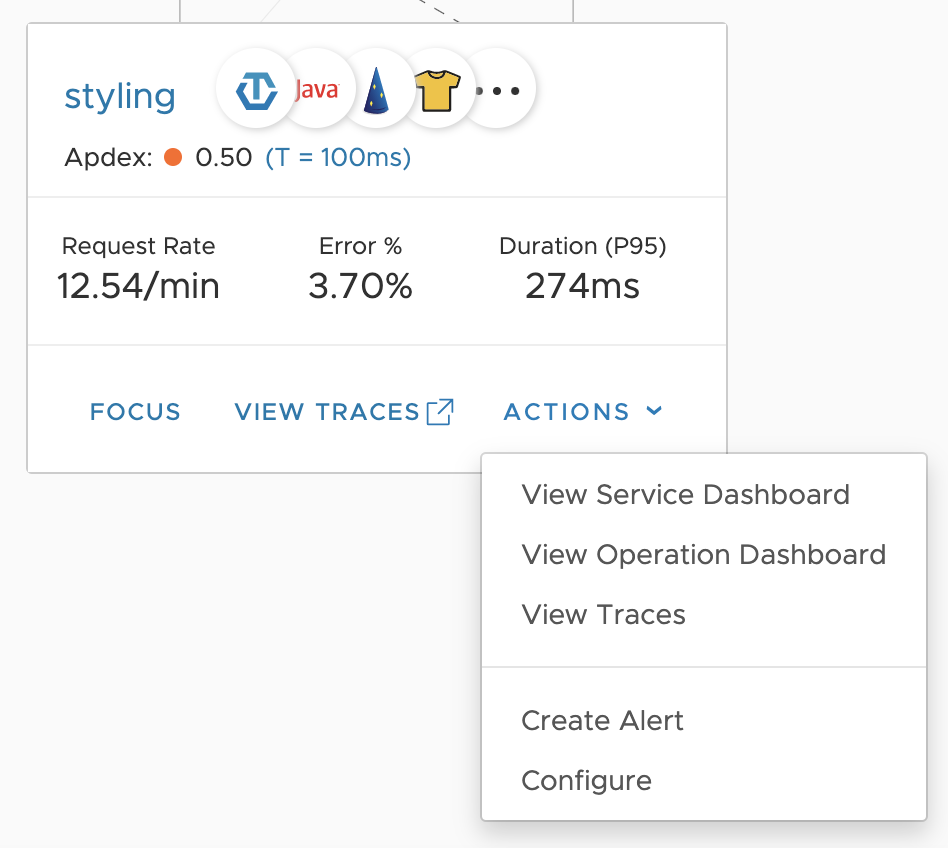 styling Java
Apdex: 0.50 (T = 100ms)
Request Rate Error % Duration (P95)
12.54/min 3.70% 274ms
FOCUS VIEW TRACES ACTIONS
View Service Dashboard
View Operation Dashboard
View Traces
Create Alert
Configure